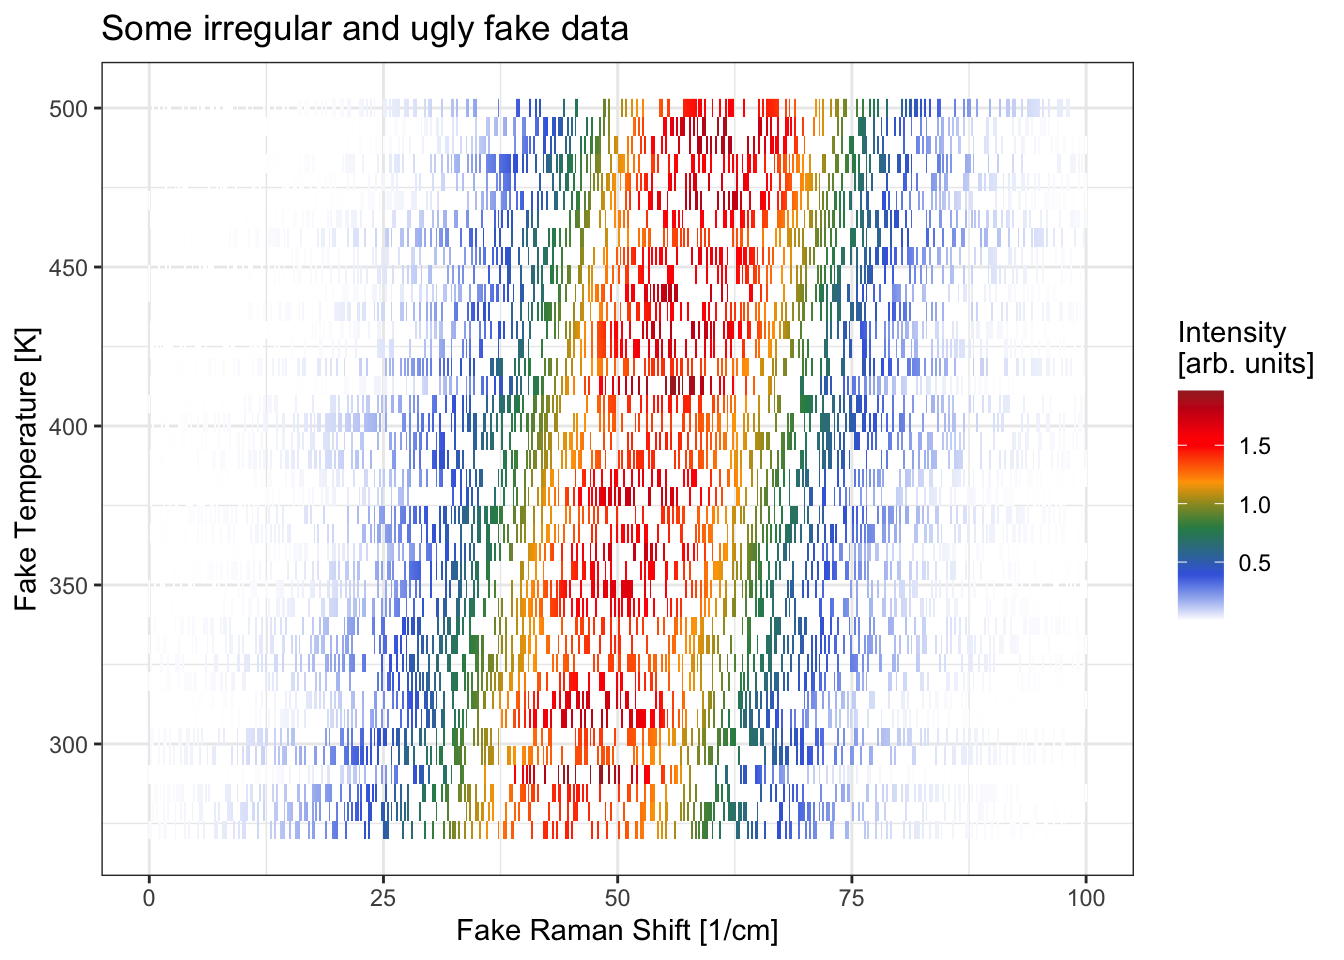 Some irregular and ugly fake data
500
450
400
350
300
Fake Temperature [K]
0
25
50
75
100
Fake Raman Shift [1/cm]
Intensity
[arb. units]
1.5
1.0
0.5